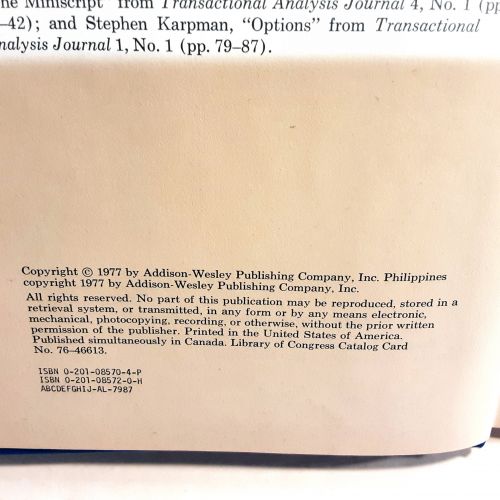 Miniscript" from Transactional Analysis Journal 4, No. 1
–42); and Stephen Karpman, "Options" from Transactional
nalysis Journal 1, No. 1 (pp. 79–87).
Copyright © 1977 by Addison-Wesley Publishing Company, Inc. Philippines
copyright 1977 by Addison-Wesley Publishing Company, Inc.
All rights reserved. No part of this publication may be reproduced, stored in a
retrieval system, or transmitted, in any form or by any means electronic,
mechanical, photocopying, recording, or otherwise, without the prior written
permission of the publisher. Printed in the United States of America.
Published simultaneously in Canada. Library of Congress Catalog Card
No. 76-46613.
ISBN 0-201-08570-4-P
ISBN 0-201-08572-0-H
ABCDEFGHIJ-AL-7987